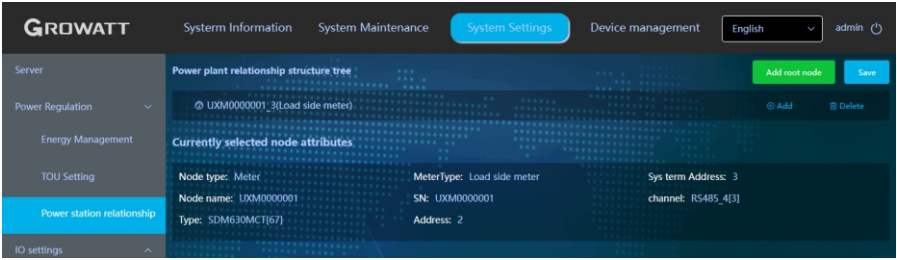 GROWATT
Systerm Information
System Maintenance
System Settings
Device management
English
admin
Server
Power Regulation
Energy Management
TOU Setting
Power station relationship
IO settings
Power plant relationship structure tree
Add root node
Save
UXM0000001_3(Load side meter)
Add
Delete
Currently selected node attributes
Node type: Meter
MeterType: Load side meter
Sys term Address: 3
Node name: UXM0000001
SN: UXM0000001
channel: RS485_4[3]
Type: SDM630MCT[67]
Address: 2